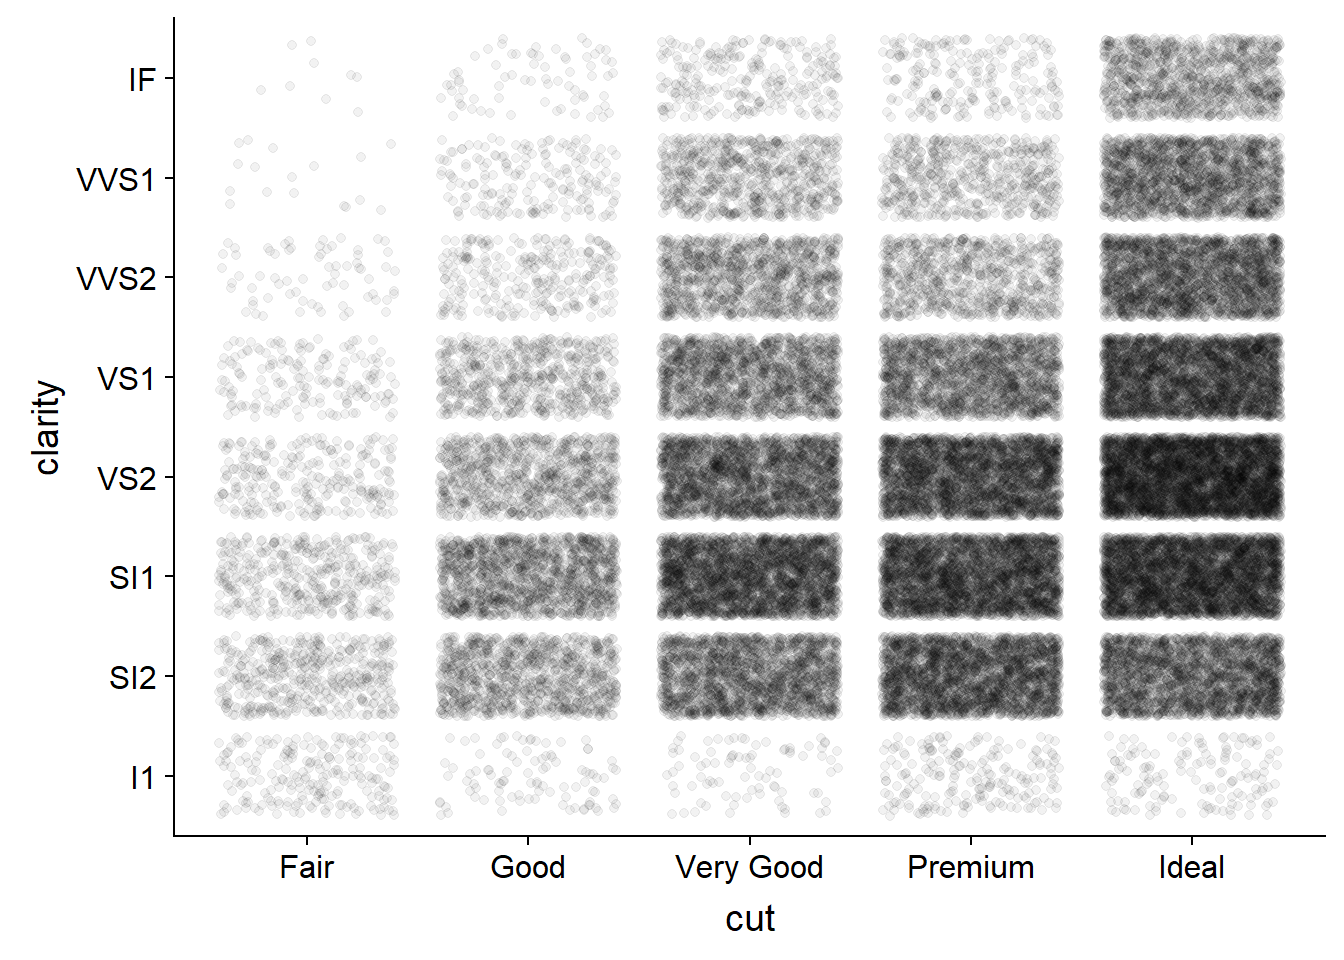 IF
VVS1
VVS2
VS1
VS2
SI1
SI2
I1
clarity
Fair Good Very Good Premium Ideal
cut